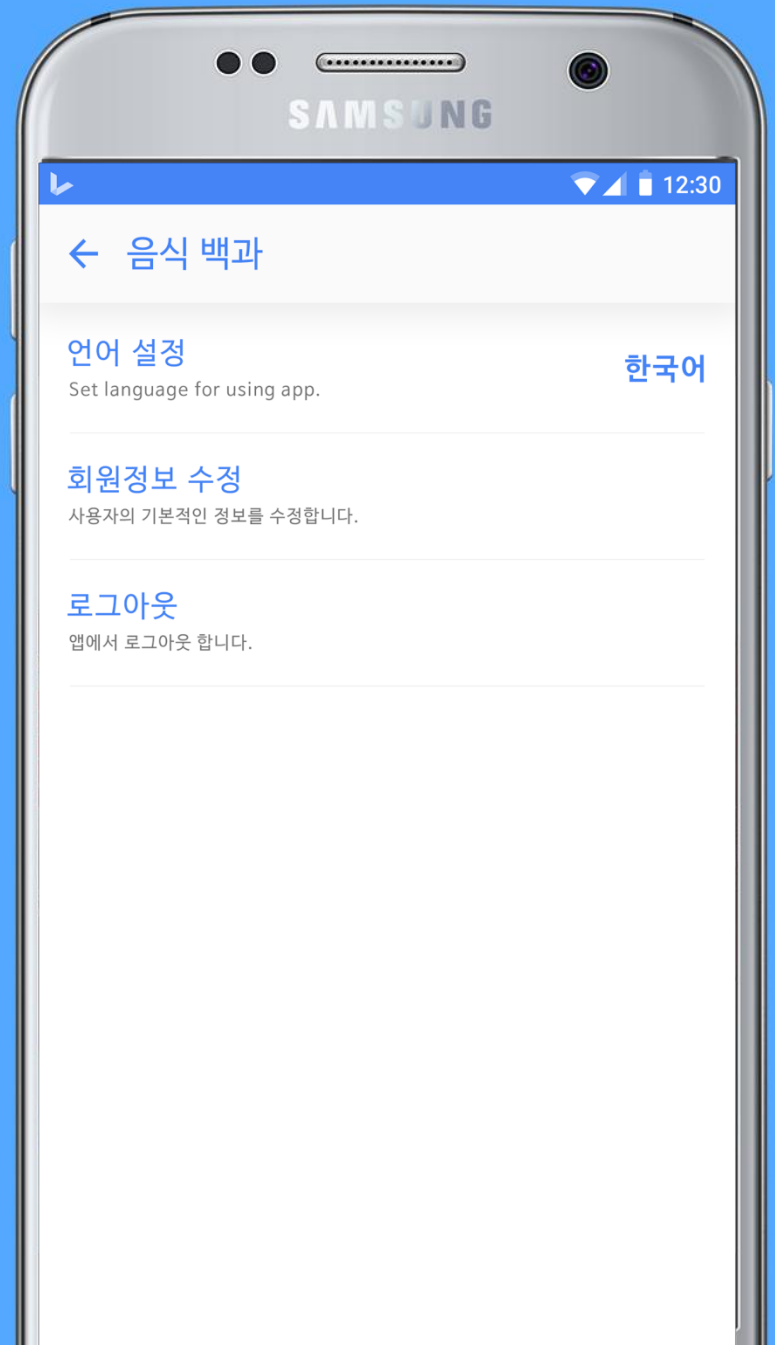 SAMSUNG
12:30
음식 백과
언어 설정
Set language for using app.
한국어
회원정보 수정
사용자의 기본적인 정보를 수정합니다.
로그아웃
앱에서 로그아웃 합니다.